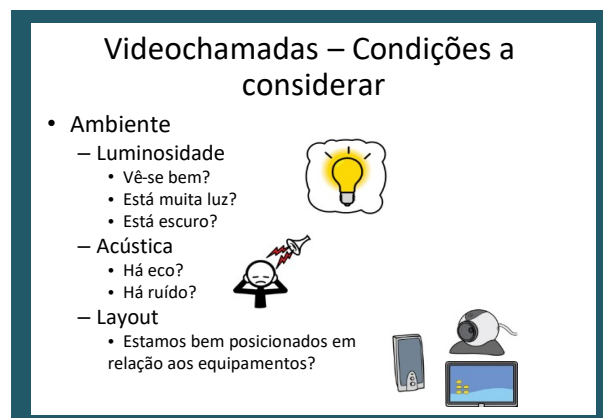 Videochamadas – Condições a
considerar
• Ambiente
– Luminosidade
• Vê-se bem?
• Está muita luz?
• Está escuro?
– Acústica
• Há eco?
• Há ruído?
– Layout
• Estamos bem posicionados em
relação aos equipamentos?